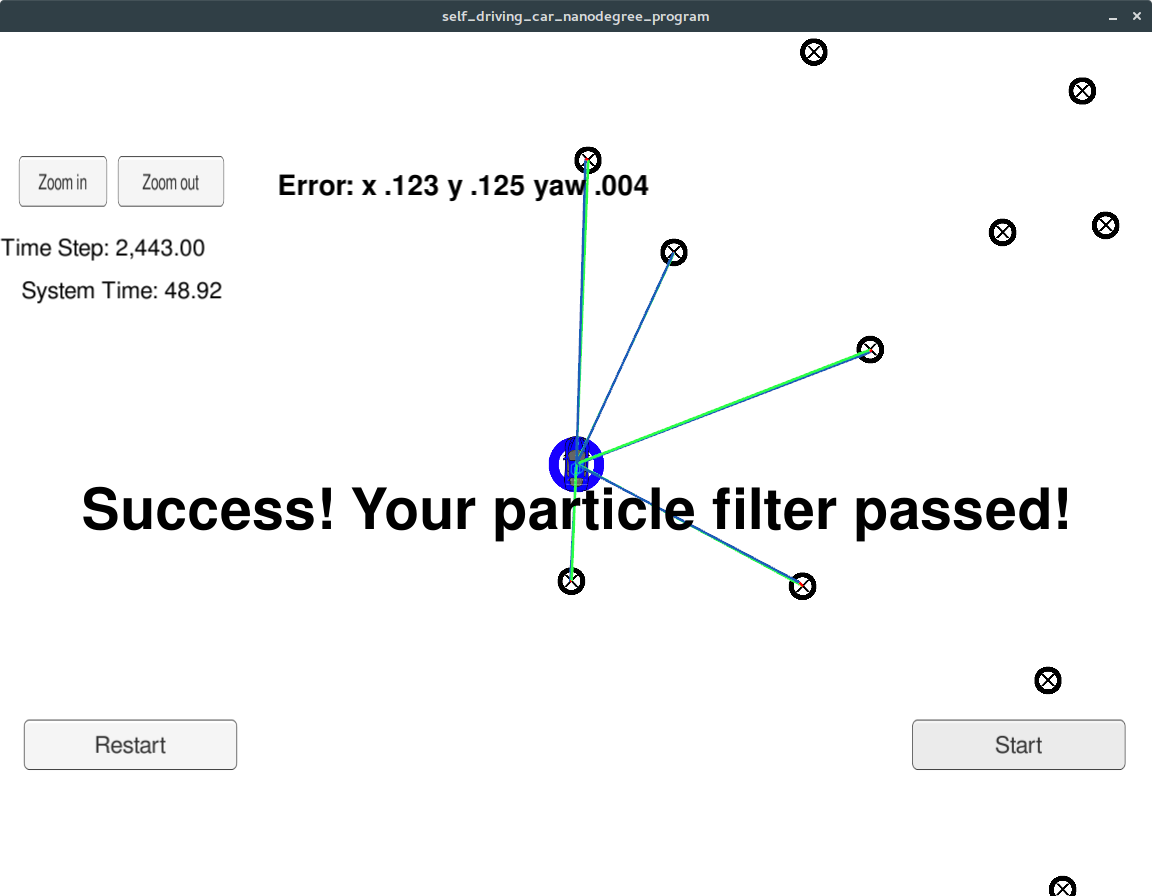 self_driving_car_nanodegree_program
Zoom in Zoom out
Error: x .123 y .125 yaw .004
Time Step: 2,443.00
System Time: 48.92
Success! Your particle filter passed!
Restart Start